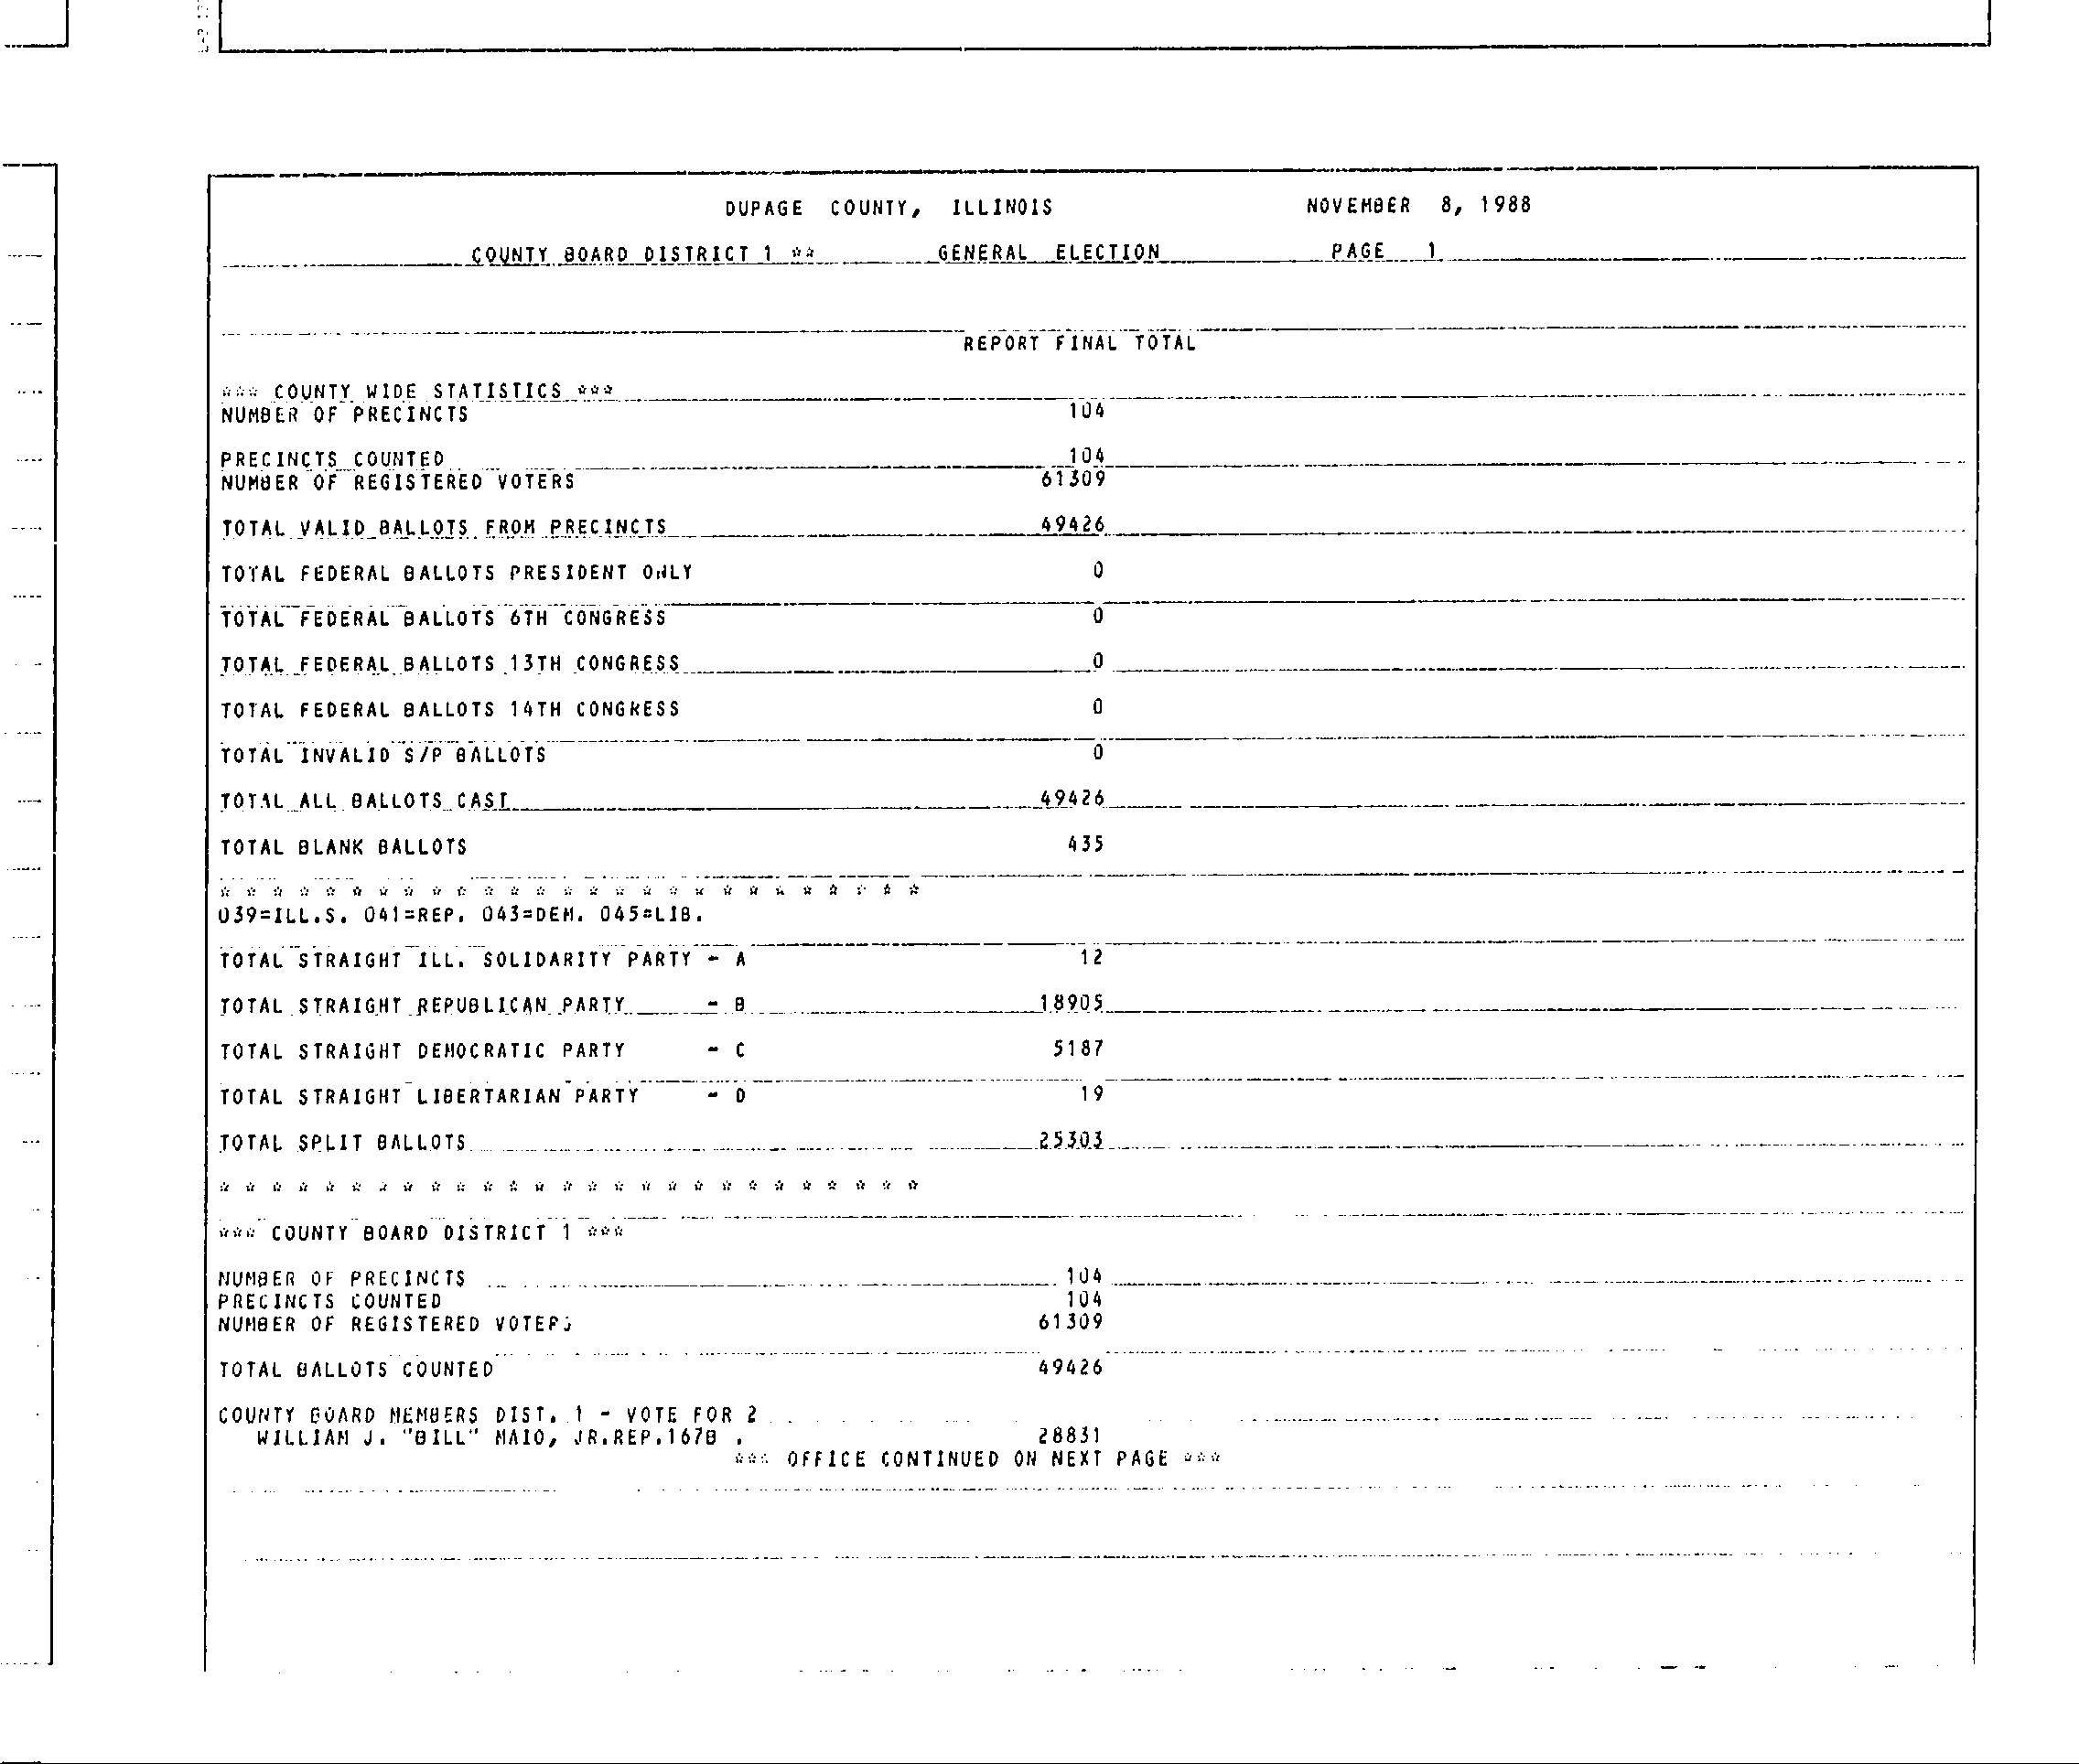 DUPAGE COUNTY, ILLINOIS NOVEMBER 8, 1988
COUNTY BOARD DISTRICT 1 ** GENERAL ELECTION PAGE 1
REPORT FINAL TOTAL
*** COUNTY WIDE STATISTICS ***
NUMBER OF PRECINCTS 104
PRECINCTS COUNTED 104
NUMBER OF REGISTERED VOTERS 61309
TOTAL VALID BALLOTS FROM PRECINCTS 49426
TOTAL FEDERAL BALLOTS PRESIDENT ONLY 0
TOTAL FEDERAL BALLOTS 6TH CONGRESS 0
TOTAL FEDERAL BALLOTS 13TH CONGRESS 0
TOTAL FEDERAL BALLOTS 14TH CONGRESS 0
TOTAL INVALID S/P BALLOTS 0
TOTAL ALL BALLOTS CAST 49426
TOTAL BLANK BALLOTS 435
* * * * * * * * * * * * * * * * * * * * * * * * * * *
039=ILL.S. 041=REP. 043=DEM. 045=LIB.
TOTAL STRAIGHT ILL. SOLIDARITY PARTY - A 12
TOTAL STRAIGHT REPUBLICAN PARTY - B 18905
TOTAL STRAIGHT DEMOCRATIC PARTY - C 5187
TOTAL STRAIGHT LIBERTARIAN PARTY - D 19
TOTAL SPLIT BALLOTS 25303
* * * * * * * * * * * * * * * * * * * * * * * * * * *
*** COUNTY BOARD DISTRICT 1 ***
NUMBER OF PRECINCTS 104
PRECINCTS COUNTED 104
NUMBER OF REGISTERED VOTERS 61309
TOTAL BALLOTS COUNTED 49426
COUNTY BOARD MEMBERS DIST. 1 - VOTE FOR 2
WILLIAM J. "BILL" MAIO, JR.REP.167B . 28831
*** OFFICE CONTINUED ON NEXT PAGE ***